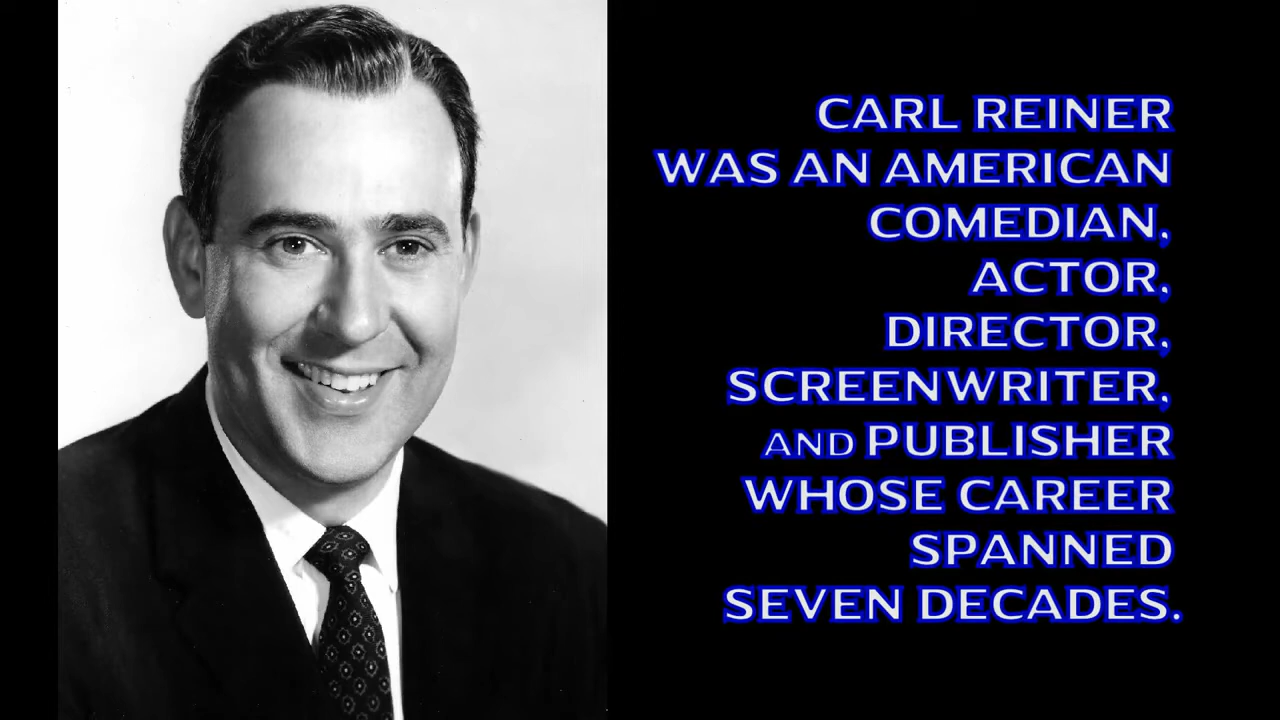 CARL REINER
WAS AN AMERICAN
COMEDIAN,
ACTOR,
DIRECTOR,
SCREENWRITER,
AND PUBLISHER
WHOSE CAREER
SPANNED
SEVEN DECADES.